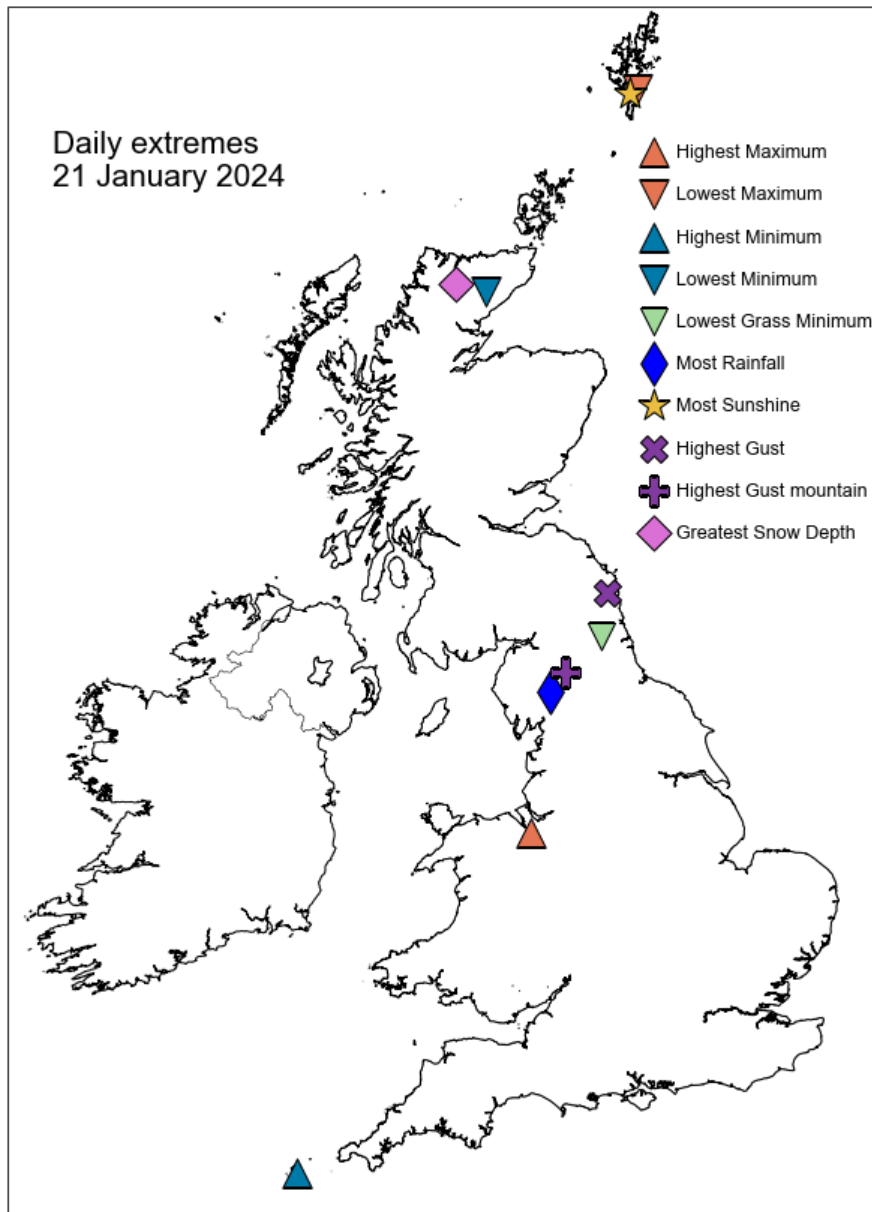 Daily extremes
21 January 2024
Highest Maximum
Lowest Maximum
Highest Minimum
Lowest Minimum
Lowest Grass Minimum
Most Rainfall
Most Sunshine
Highest Gust
Highest Gust mountain
Greatest Snow Depth